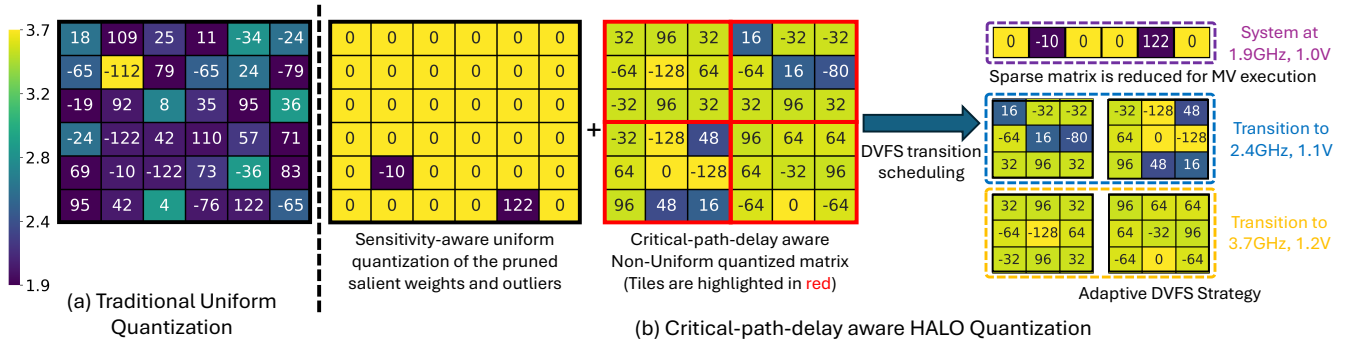 3.7
3.2
2.8
2.4
1.9
18 109 25 11 -34 -24
-65 -112 79 -65 24 -79
-19 92 8 35 95 36
-24 -122 42 110 57 71
69 -10 -122 73 -36 83
95 42 4 -76 122 -65
(a) Traditional Uniform
Quantization
0 0 0 0 0 0
0 0 0 0 0 0
0 0 0 0 0 0
0 0 0 0 0 0
0 -10 0 0 0 0
0 0 0 0 122 0
Sensitivity-aware uniform
quantization of the pruned
salient weights and outliers
+
32 96 32 16 -32 -32
-64 -128 64 -64 16 -80
-32 96 32 32 96 32
-32 -128 48 96 64 64
64 0 -128 64 -32 96
96 48 16 -64 0 -64
Critical-path-delay aware
Non-Uniform quantized matrix
(Tiles are highlighted in red)
DVFS transition
scheduling
0 -10 0 0 122 0
System at
1.9GHz, 1.0V
Sparse matrix is reduced for MV execution
16 -32 -32 -32 -128 48
-64 16 -80 64 0 -128
32 96 32 96 48 16
Transition to
2.4GHz, 1.1V
32 96 32 96 64 64
-64 -128 64 64 -32 96
-32 96 32 -64 0 -64
Transition to
3.7GHz, 1.2V
Adaptive DVFS Strategy
(b) Critical-path-delay aware HALO Quantization